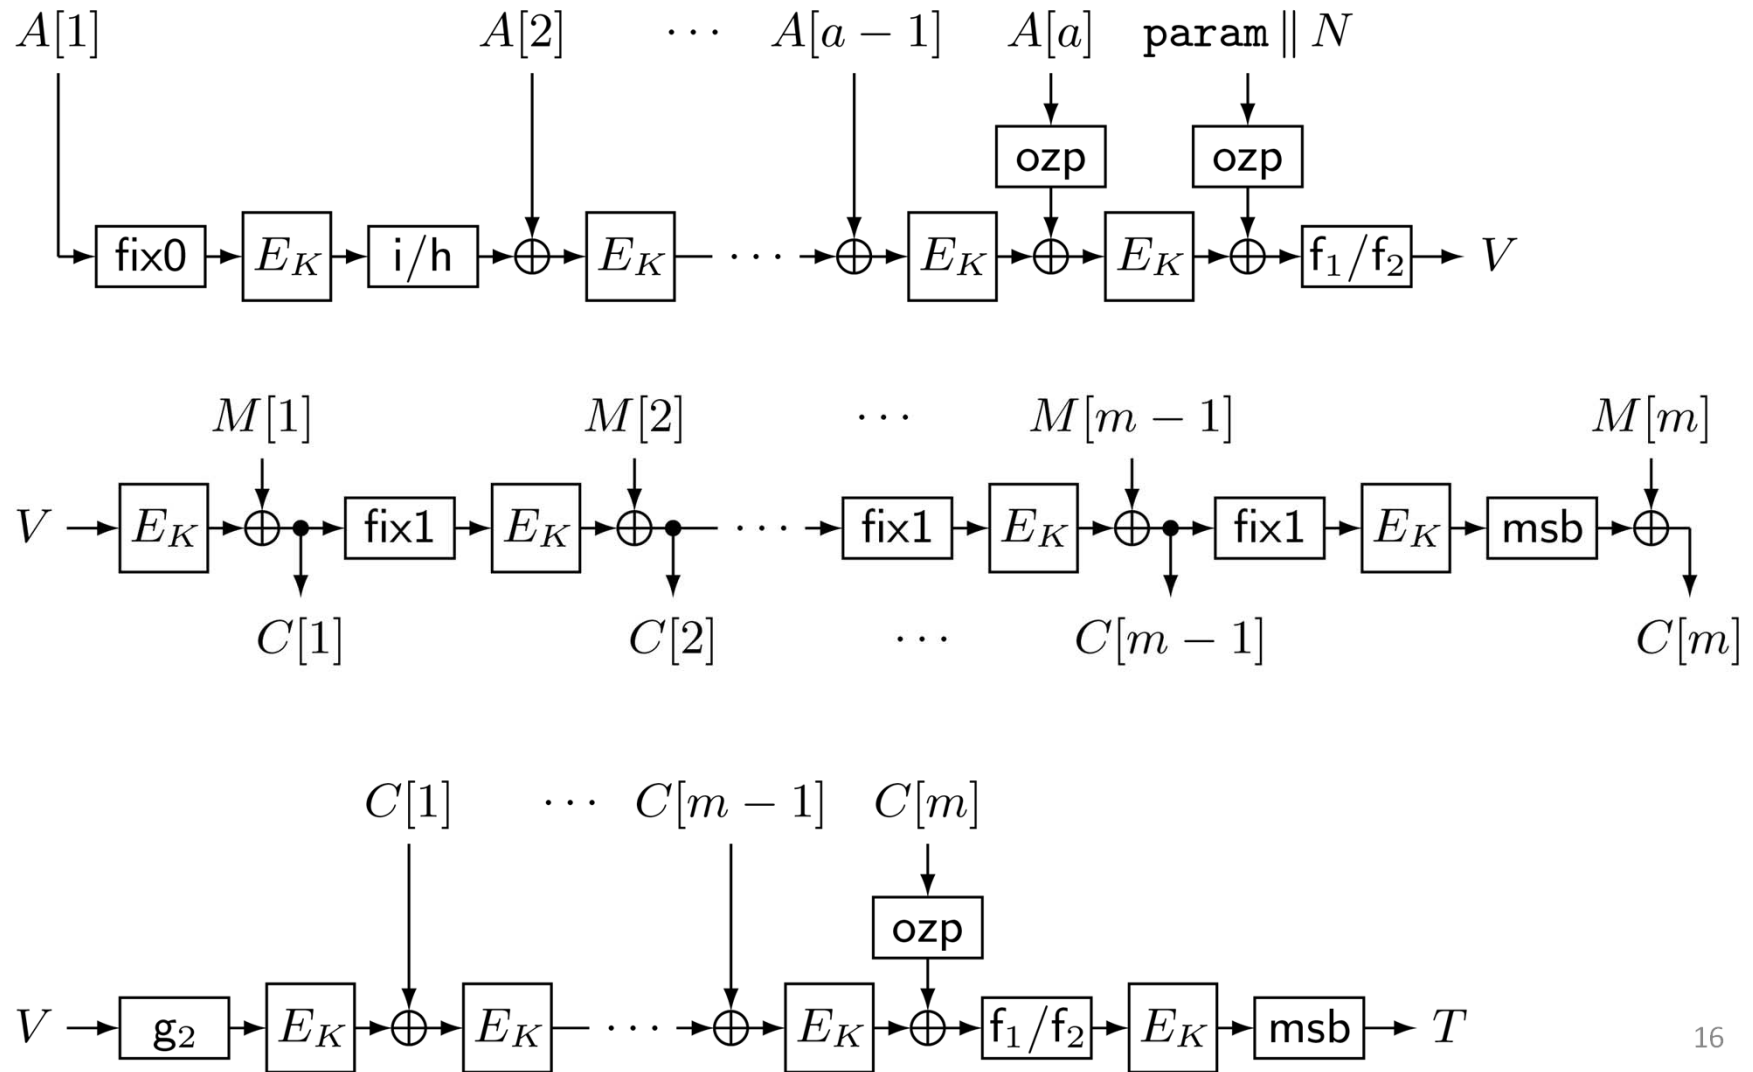 A[1] A[2] ⋯ A[a − 1] A[a] param ∥ N
ozp ozp
fix0 E_K i/h ⊕ E_K ⋯ ⊕ E_K ⊕ E_K ⊕ f₁/f₂ V
M[1] M[2] ⋯ M[m − 1] M[m]
V E_K ⊕ fix1 E_K ⊕ ⋯ fix1 E_K ⊕ fix1 E_K msb ⊕
C[1] C[2] ⋯ C[m − 1] C[m]
C[1] ⋯ C[m − 1] C[m]
ozp
V g₂ E_K ⊕ E_K ⋯ ⊕ E_K ⊕ f₁/f₂ E_K msb T
16